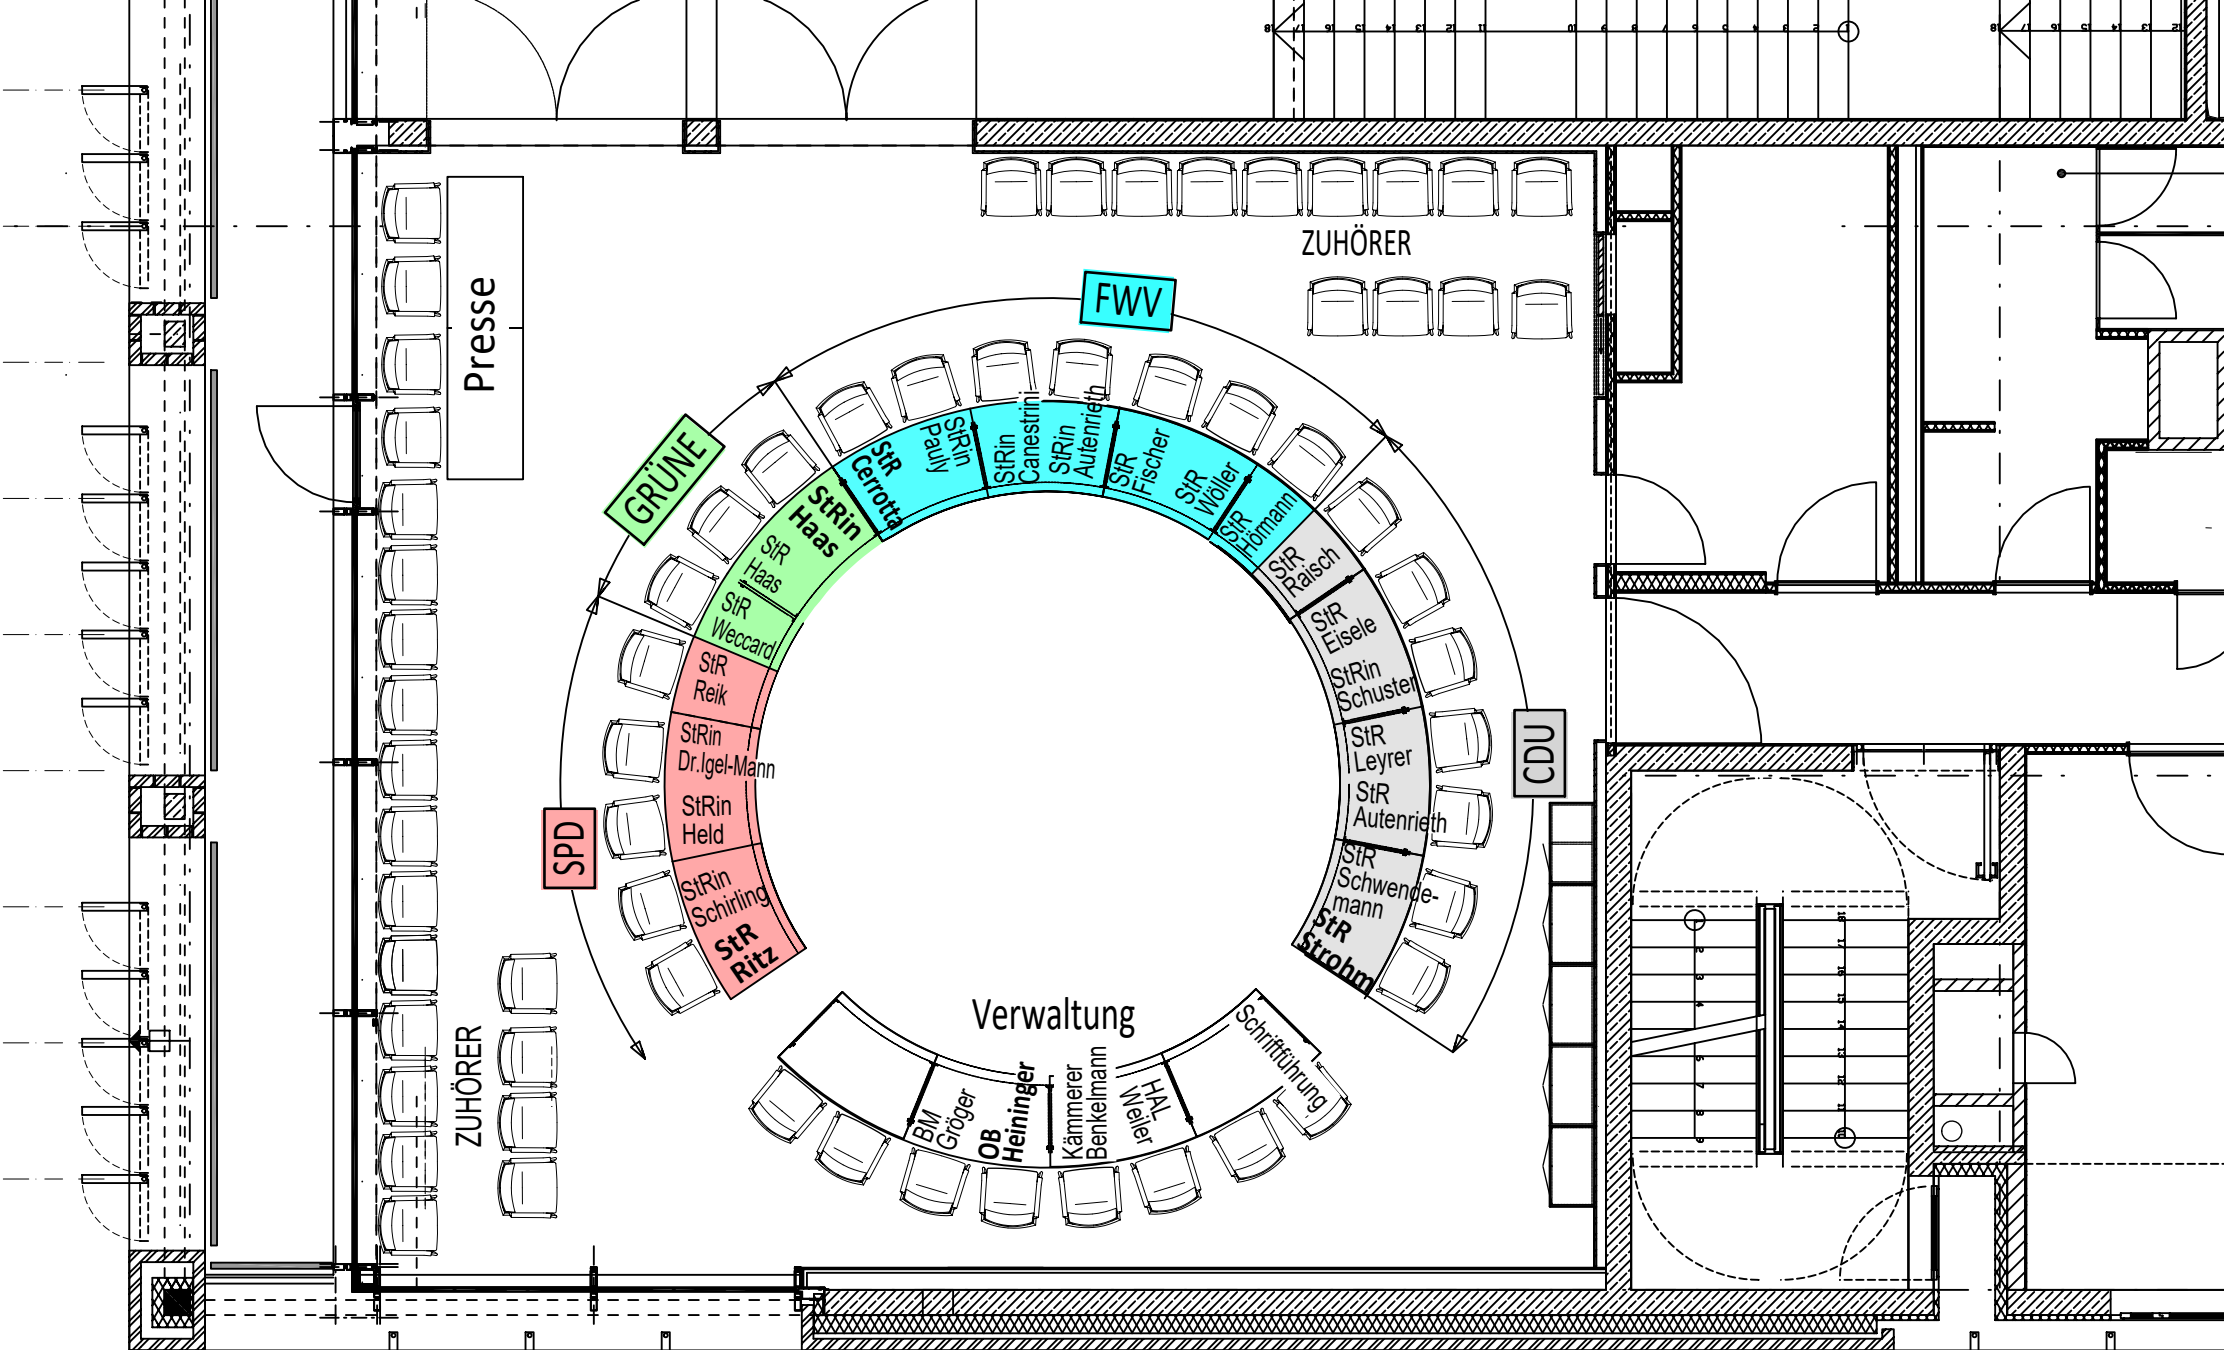 ZUHÖRER
Presse
FWV
GRÜNE
SPD
CDU
StR
Cerrotta
StRin
Pauly
StRin
Canestrini
StRin
Autenrieth
StR
Fischer
StR
Wöller
StR
Hörmann
StRin
Haas
StR
Haas
StR
Weccard
StR
Reik
StRin
Dr.Igel-Mann
StRin
Held
StRin
Schirling
StR
Ritz
StR
Raisch
StR
Eisele
StRin
Schuster
StR
Leyrer
StR
Autenrieth
StR
Schwende-
mann
StR
Strohm
Verwaltung
BM
Gröger
OB
Heininger
Kämmerer
Benkelmann
HAL
Weiler
Schriftführung
ZUHÖRER